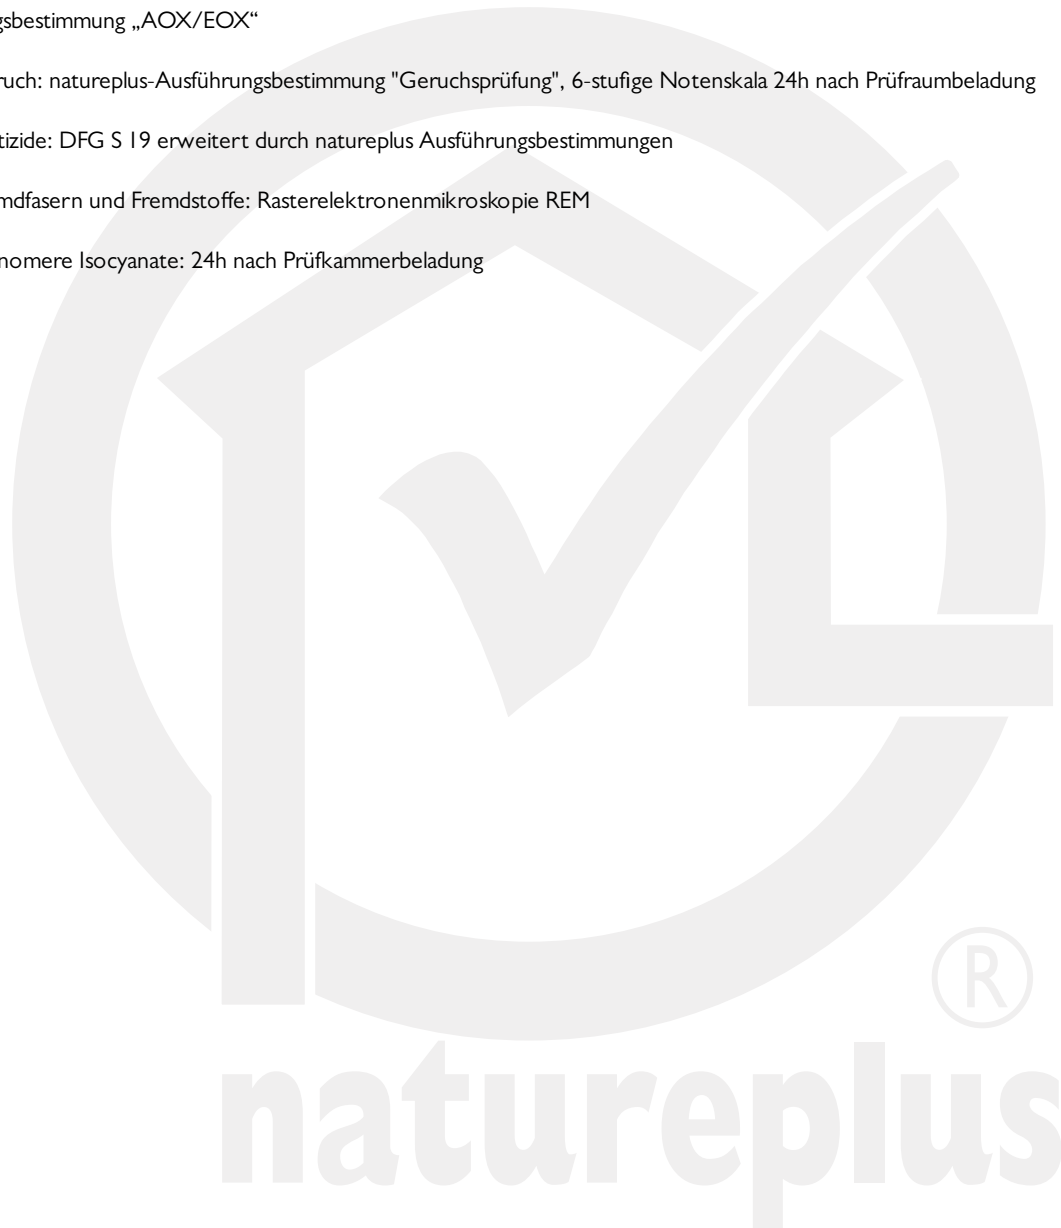 gsbestimmung „AOX/EOX“
ruch: natureplus-Ausführungsbestimmung "Geruchsprüfung", 6-stufige Notenskala 24h nach Prüfraumbeladung
tizide: DFG S 19 erweitert durch natureplus Ausführungsbestimmungen
mdfasern und Fremdstoffe: Rasterelektronenmikroskopie REM
nomere Isocyanate: 24h nach Prüfkammerbeladung
®
natureplus